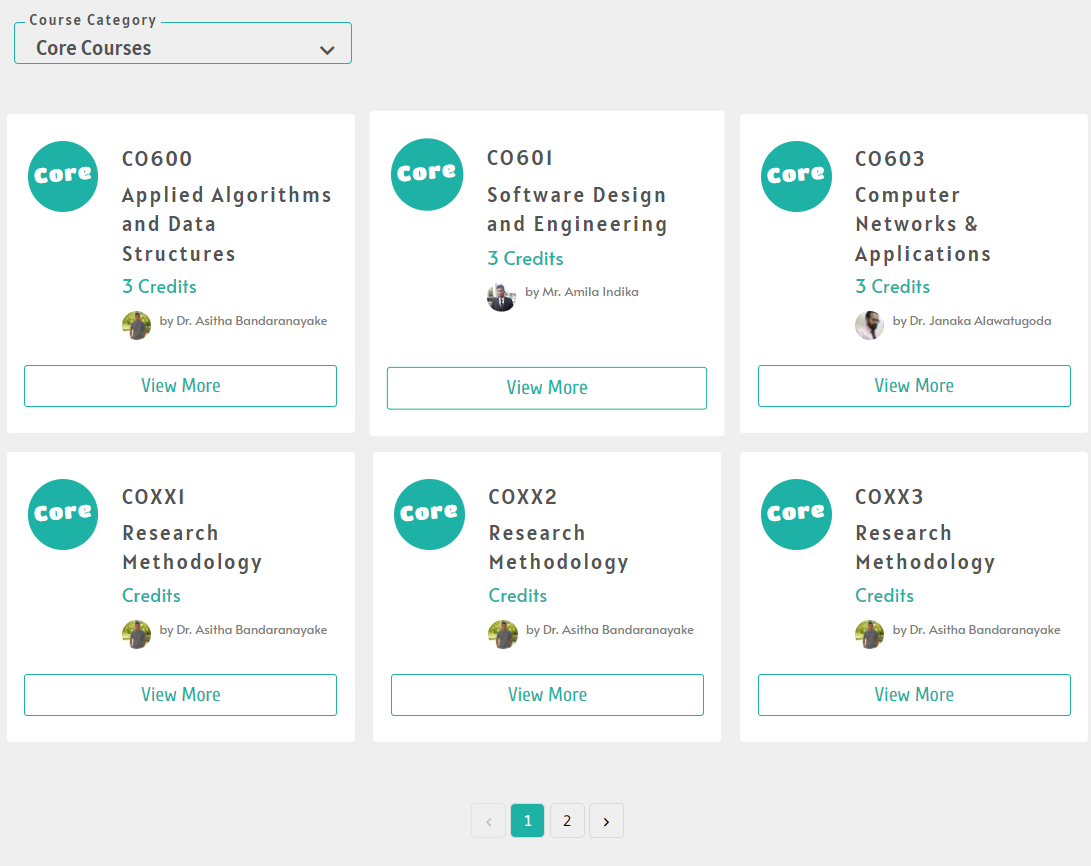 Course Category
Core Courses
Core
CO600
Applied Algorithms
and Data
Structures
3 Credits
by Dr. Asitha Bandaranayake
View More
Core
CO601
Software Design
and Engineering
3 Credits
by Mr. Amila Indika
View More
Core
CO603
Computer
Networks &
Applications
3 Credits
by Dr. Janaka Alawatugoda
View More
Core
COXX1
Research
Methodology
Credits
by Dr. Asitha Bandaranayake
View More
Core
COXX2
Research
Methodology
Credits
by Dr. Asitha Bandaranayake
View More
Core
COXX3
Research
Methodology
Credits
by Dr. Asitha Bandaranayake
View More
‹ 1 2 ›